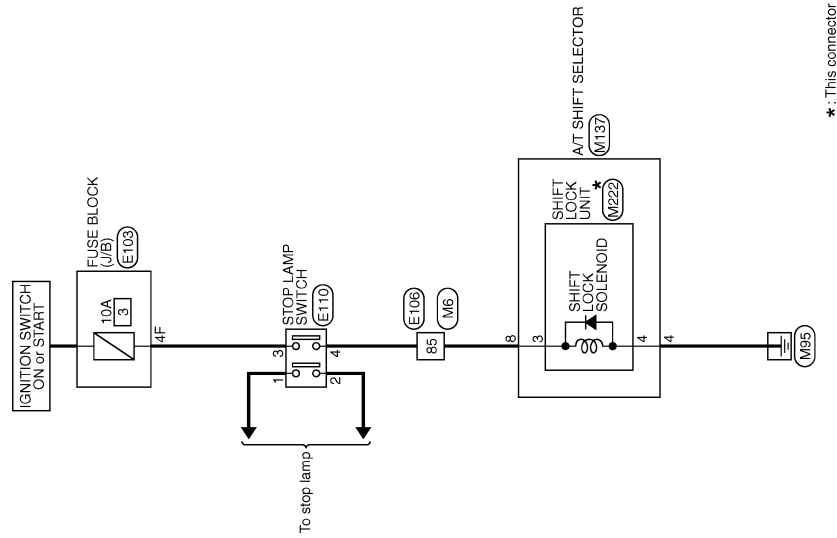 IGNITION SWITCH
ON or START
FUSE BLOCK
(J/B)
E103
10A
3
4F
STOP LAMP
SWITCH
E110
1
3
2
4
To stop lamp
E106
M6
85
A/T SHIFT SELECTOR
M137
8
SHIFT
LOCK
UNIT *
M222
3
SHIFT
LOCK
SOLENOID
4
4
M95
* : This connector